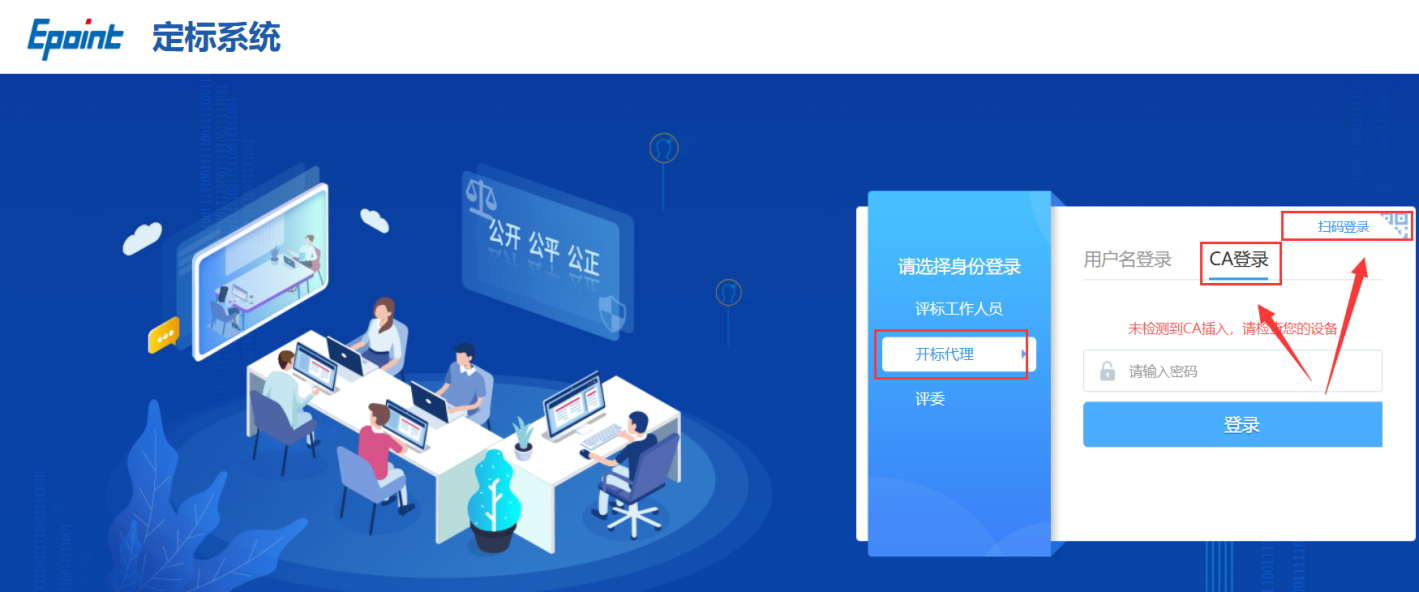 Epoint 定标系统
公开 公平 公正
请选择身份登录
评标工作人员
开标代理
评委
扫码登录
用户名登录 CA登录
未检测到CA插入，请检查您的设备
请输入密码
登录